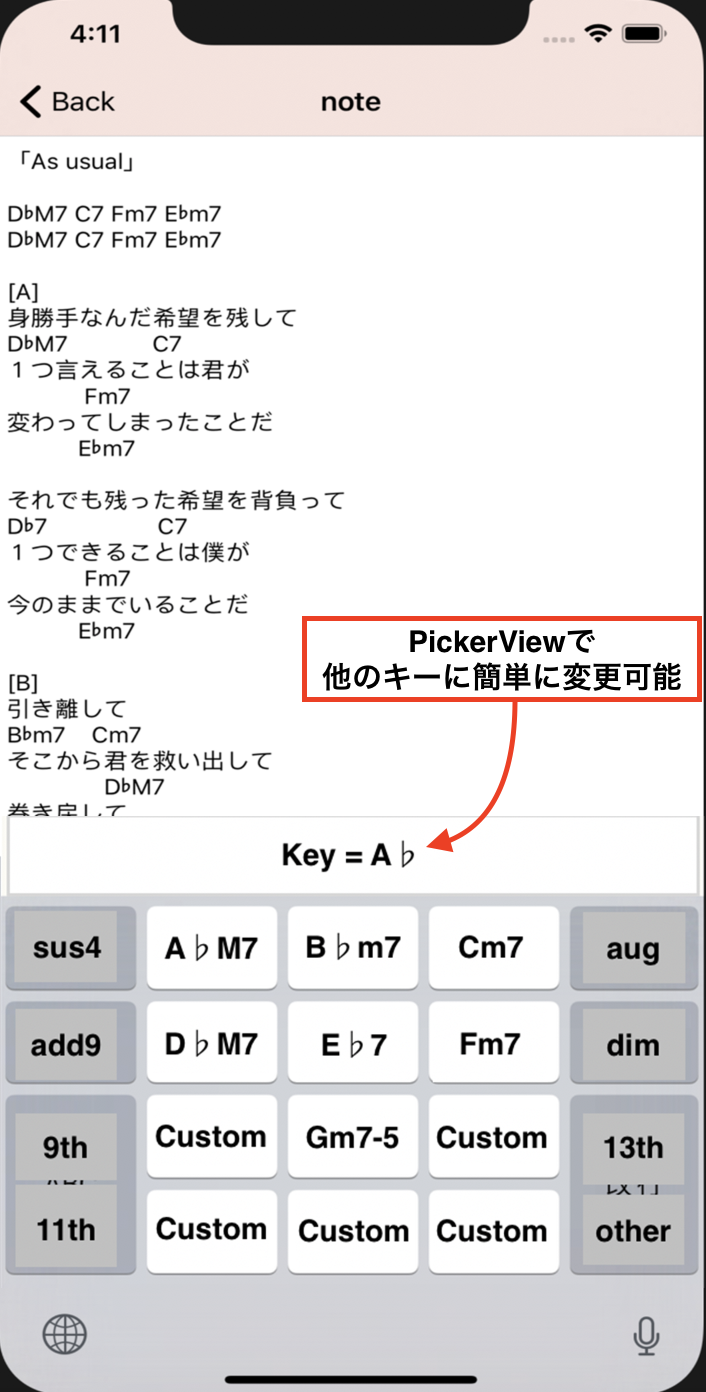 4:11
Back
note
「As usual」
D♭M7 C7 Fm7 E♭m7
D♭M7 C7 Fm7 E♭m7
[A]
身勝手なんだ希望を残して
D♭M7 C7
１つ言えることは君が
Fm7
変わってしまったことだ
E♭m7
それでも残った希望を背負って
D♭7 C7
１つできることは僕が
Fm7
今のままでいることだ
E♭m7
[B]
引き離して
B♭m7 Cm7
そこから君を救い出して
D♭M7
巻き戻して
PickerViewで
他のキーに簡単に変更可能
Key = A♭
sus4 A♭M7 B♭m7 Cm7 aug
add9 D♭M7 E♭7 Fm7 dim
9th Custom Gm7-5 Custom 13th
11th Custom Custom Custom other